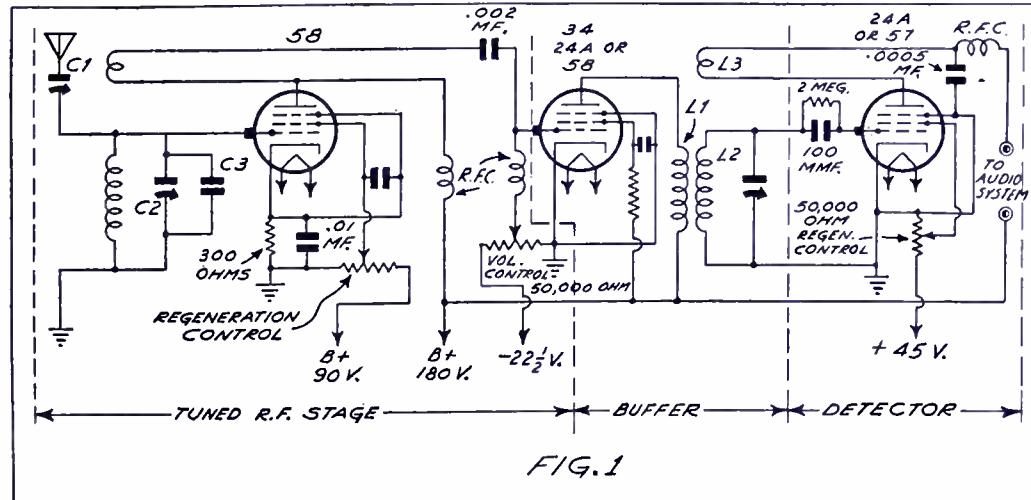 C1
58
.002
MF.
34
24A OR
58
24A
OR 57
R.F.C.
.0005
MF.
L3
2 MEG.
L1
L2
C3
C2
R.F.C.
100
MMF.
TO
AUDIO
SYSTEM
50,000
OHM
REGEN.
CONTROL
300
OHMS
.01
MF.
VOL.
CONTROL-
50,000 OHM
REGENERATION
CONTROL
B+
90 V.
B+
180 V.
-22½ V.
+ 45 V.
TUNED R.F. STAGE
BUFFER
DETECTOR
FIG. 1